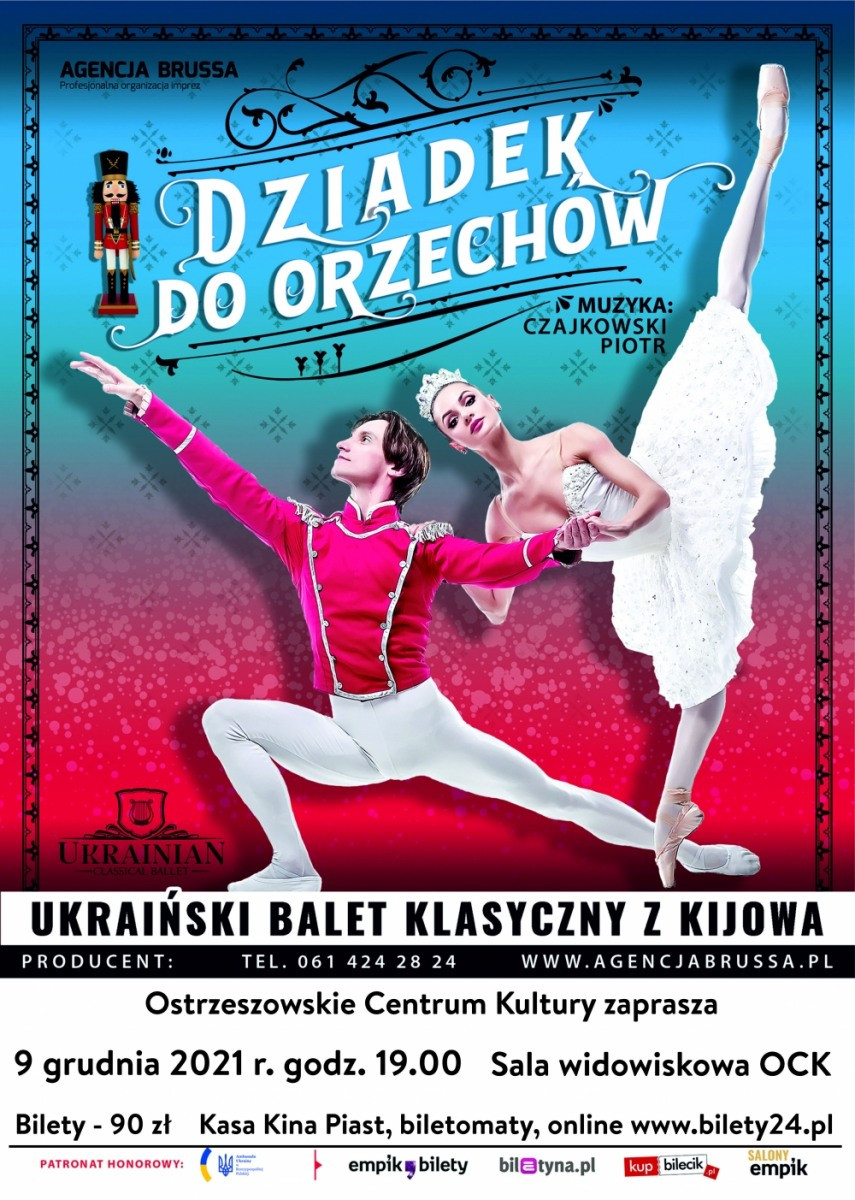 AGENCJA BRUSSA
Profesjonalna organizacja imprez
DZIADEK
DO ORZECHÓW
MUZYKA:
CZAJKOWSKI
PIOTR
UKRAINIAN
CLASSICAL BALLET
UKRAIŃSKI BALET KLASYCZNY Z KIJOWA
PRODUCENT: TEL. 061 424 28 24 WWW.AGENCJABRUSSA.PL
Ostrzeszowskie Centrum Kultury zaprasza
9 grudnia 2021 r. godz. 19.00 Sala widowiskowa OCK
Bilety - 90 zł Kasa Kina Piast, biletomaty, online www.bilety24.pl
PATRONAT HONOROWY:
empik bilety
biletyna.pl
kup bilecik.pl
SALONY
empik